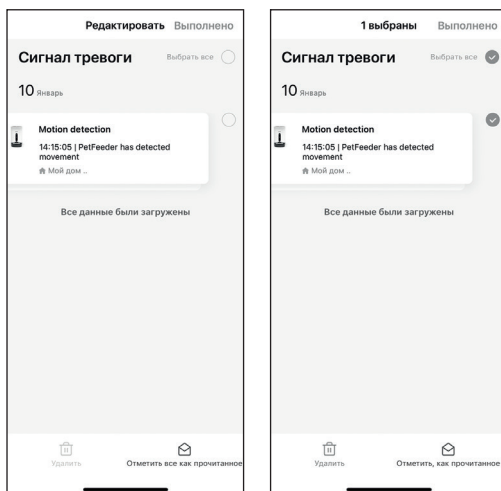 Редактировать Выполнено
Сигнал тревоги Выбрать все
10 Январь
Motion detection
14:15:05 | PetFeeder has detected
movement
Мой дом ..
Все данные были загружены
Удалить Отметить все как прочитанное
1 выбраны Выполнено
Сигнал тревоги Выбрать все
10 Январь
Motion detection
14:15:05 | PetFeeder has detected
movement
Мой дом ..
Все данные были загружены
Удалить Отметить, как прочитанное